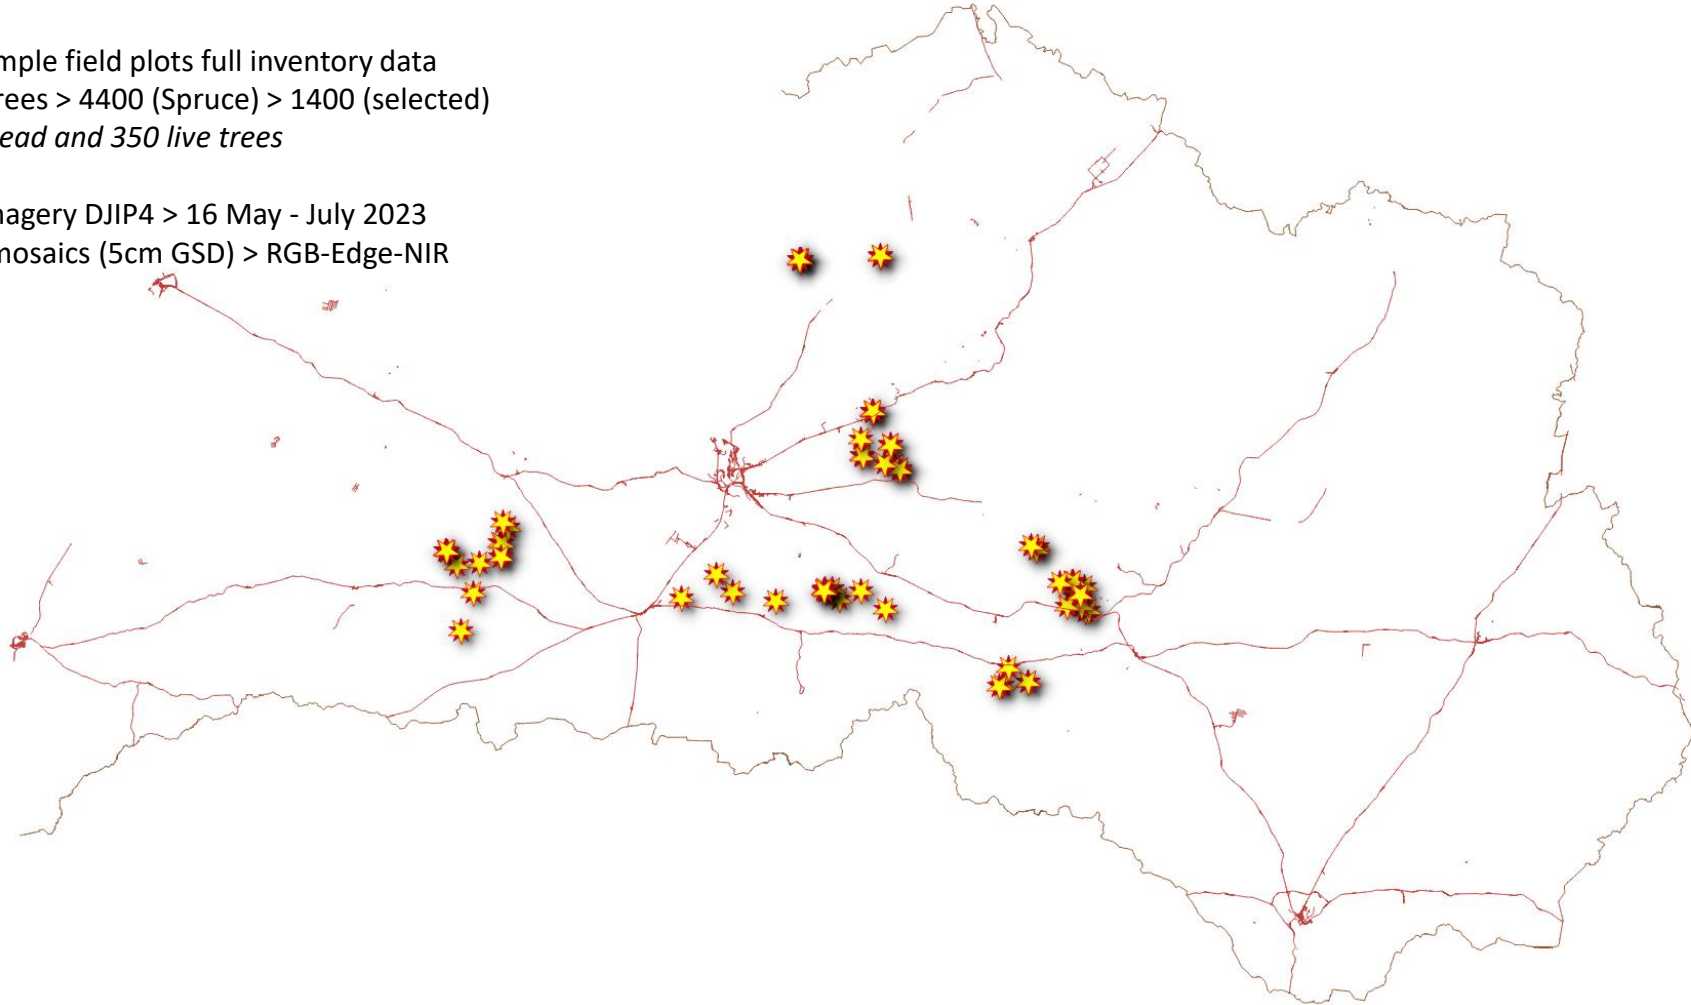 mple field plots full inventory data
rees > 4400 (Spruce) > 1400 (selected)
ead and 350 live trees
nagery DJIP4 > 16 May - July 2023
mosaics (5cm GSD) > RGB-Edge-NIR